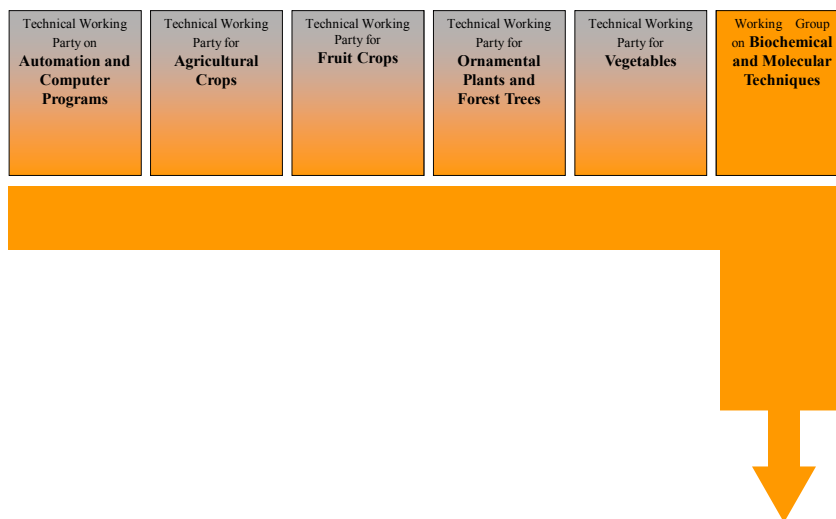 Technical Working
Party on
Automation and
Computer
Programs
Technical Working
Party for
Agricultural
Crops
Technical Working
Party for
Fruit Crops
Technical Working
Party for
Ornamental
Plants and
Forest Trees
Technical Working
Party for
Vegetables
Working Group
on Biochemical
and Molecular
Techniques